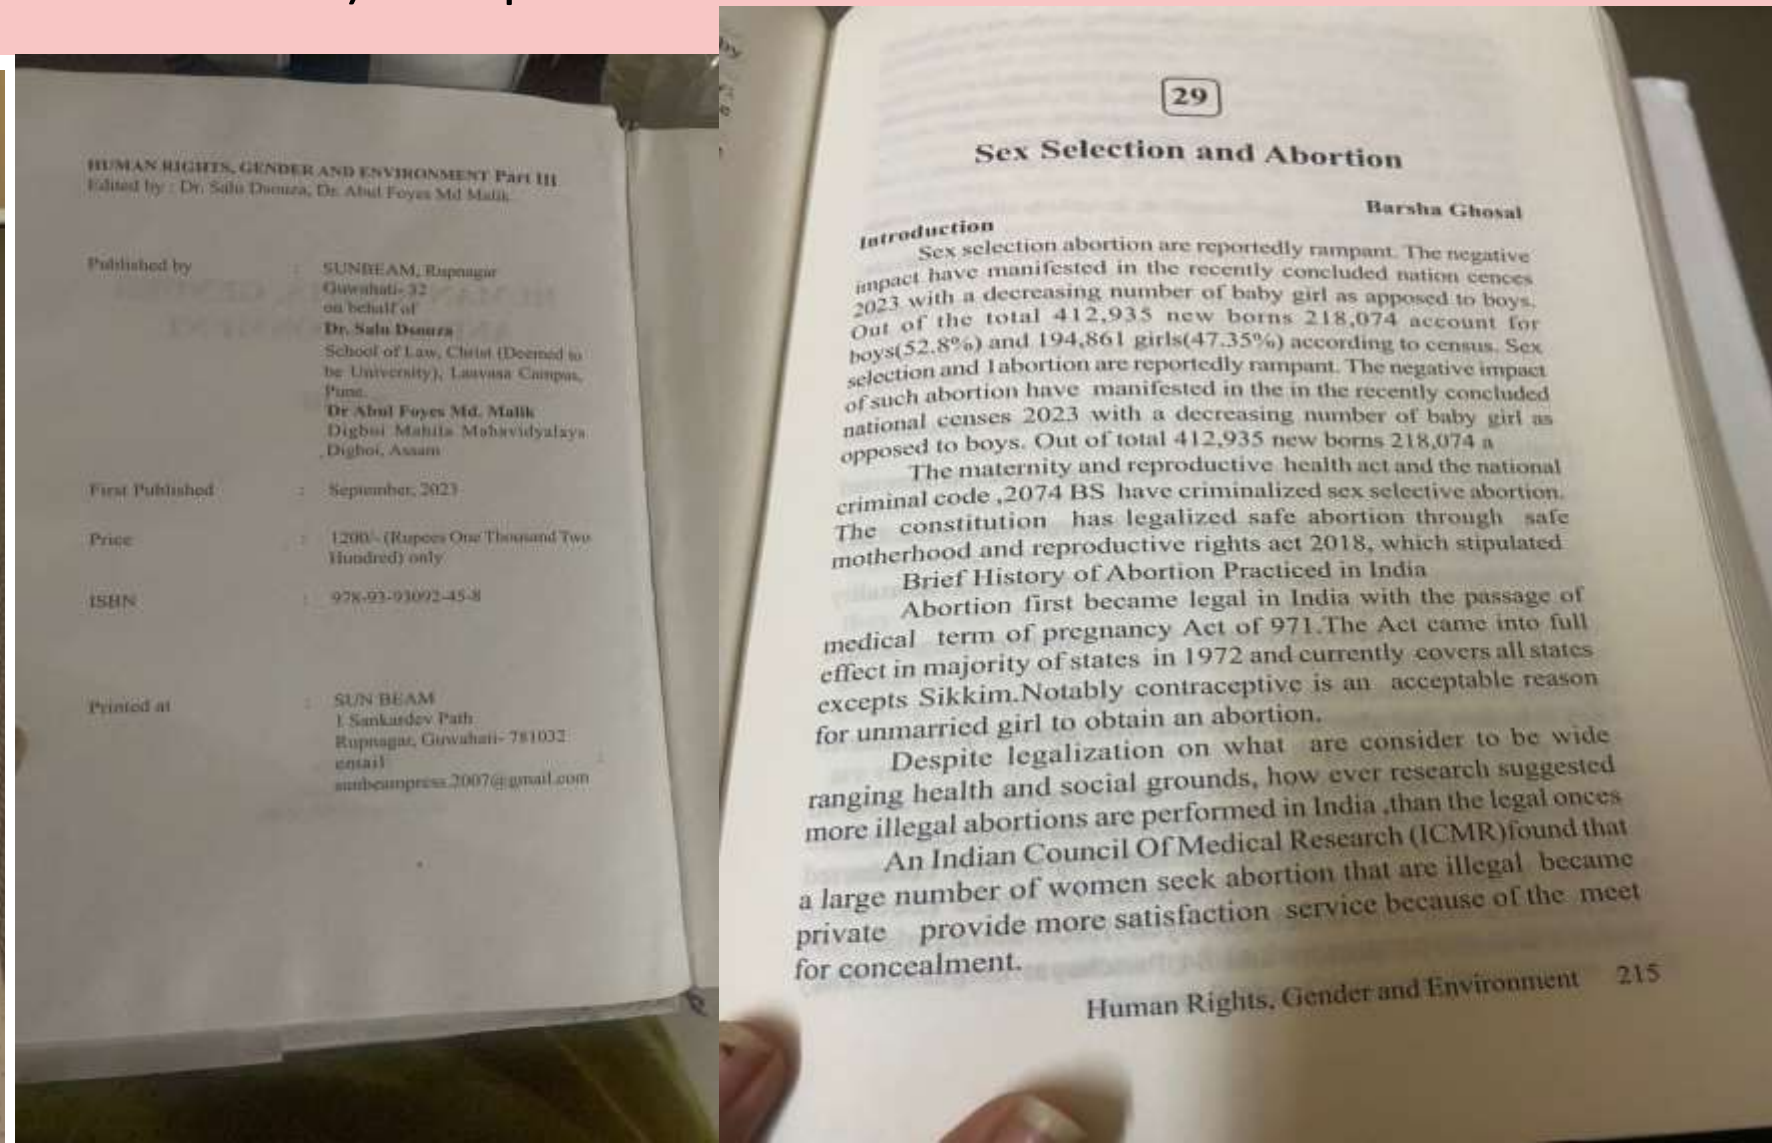 HUMAN RIGHTS, GENDER AND ENVIRONMENT Part III
Edited by : Dr. Salu Dsouza, Dr. Abul Foyes Md Malik
Published by : SUNBEAM, Rupnagar
Guwahati- 32
on behalf of
Dr. Salu Dsouza
School of Law, Christ (Deemed to
be University), Laavasa Campus,
Pune.
Dr Abul Foyes Md. Malik
Digboi Mahila Mahavidyalaya
Digboi, Assam
First Published : September, 2023
Price : 1200/- (Rupees One Thousand Two
Hundred) only
ISBN : 978-93-93092-45-8
Printed at : SUN BEAM
1 Sankardev Path
Rupnagar, Guwahati- 781032
email
sunbeampress.2007@gmail.com
29
Sex Selection and Abortion
Barsha Ghosal
Introduction
Sex selection abortion are reportedly rampant. The negative
impact have manifested in the recently concluded nation cences
2023 with a decreasing number of baby girl as apposed to boys.
Out of the total 412,935 new borns 218,074 account for
boys(52.8%) and 194,861 girls(47.35%) according to census. Sex
selection and 1abortion are reportedly rampant. The negative impact
of such abortion have manifested in the in the recently concluded
national censes 2023 with a decreasing number of baby girl as
opposed to boys. Out of total 412,935 new borns 218,074 a
The maternity and reproductive health act and the national
criminal code ,2074 BS have criminalized sex selective abortion.
The constitution has legalized safe abortion through safe
motherhood and reproductive rights act 2018, which stipulated
Brief History of Abortion Practiced in India
Abortion first became legal in India with the passage of
medical term of pregnancy Act of 971.The Act came into full
effect in majority of states in 1972 and currently covers all states
excepts Sikkim.Notably contraceptive is an acceptable reason
for unmarried girl to obtain an abortion.
Despite legalization on what are consider to be wide
ranging health and social grounds, how ever research suggested
more illegal abortions are performed in India ,than the legal onces
An Indian Council Of Medical Research (ICMR)found that
a large number of women seek abortion that are illegal became
private provide more satisfaction service because of the meet
for concealment.
Human Rights, Gender and Environment 215